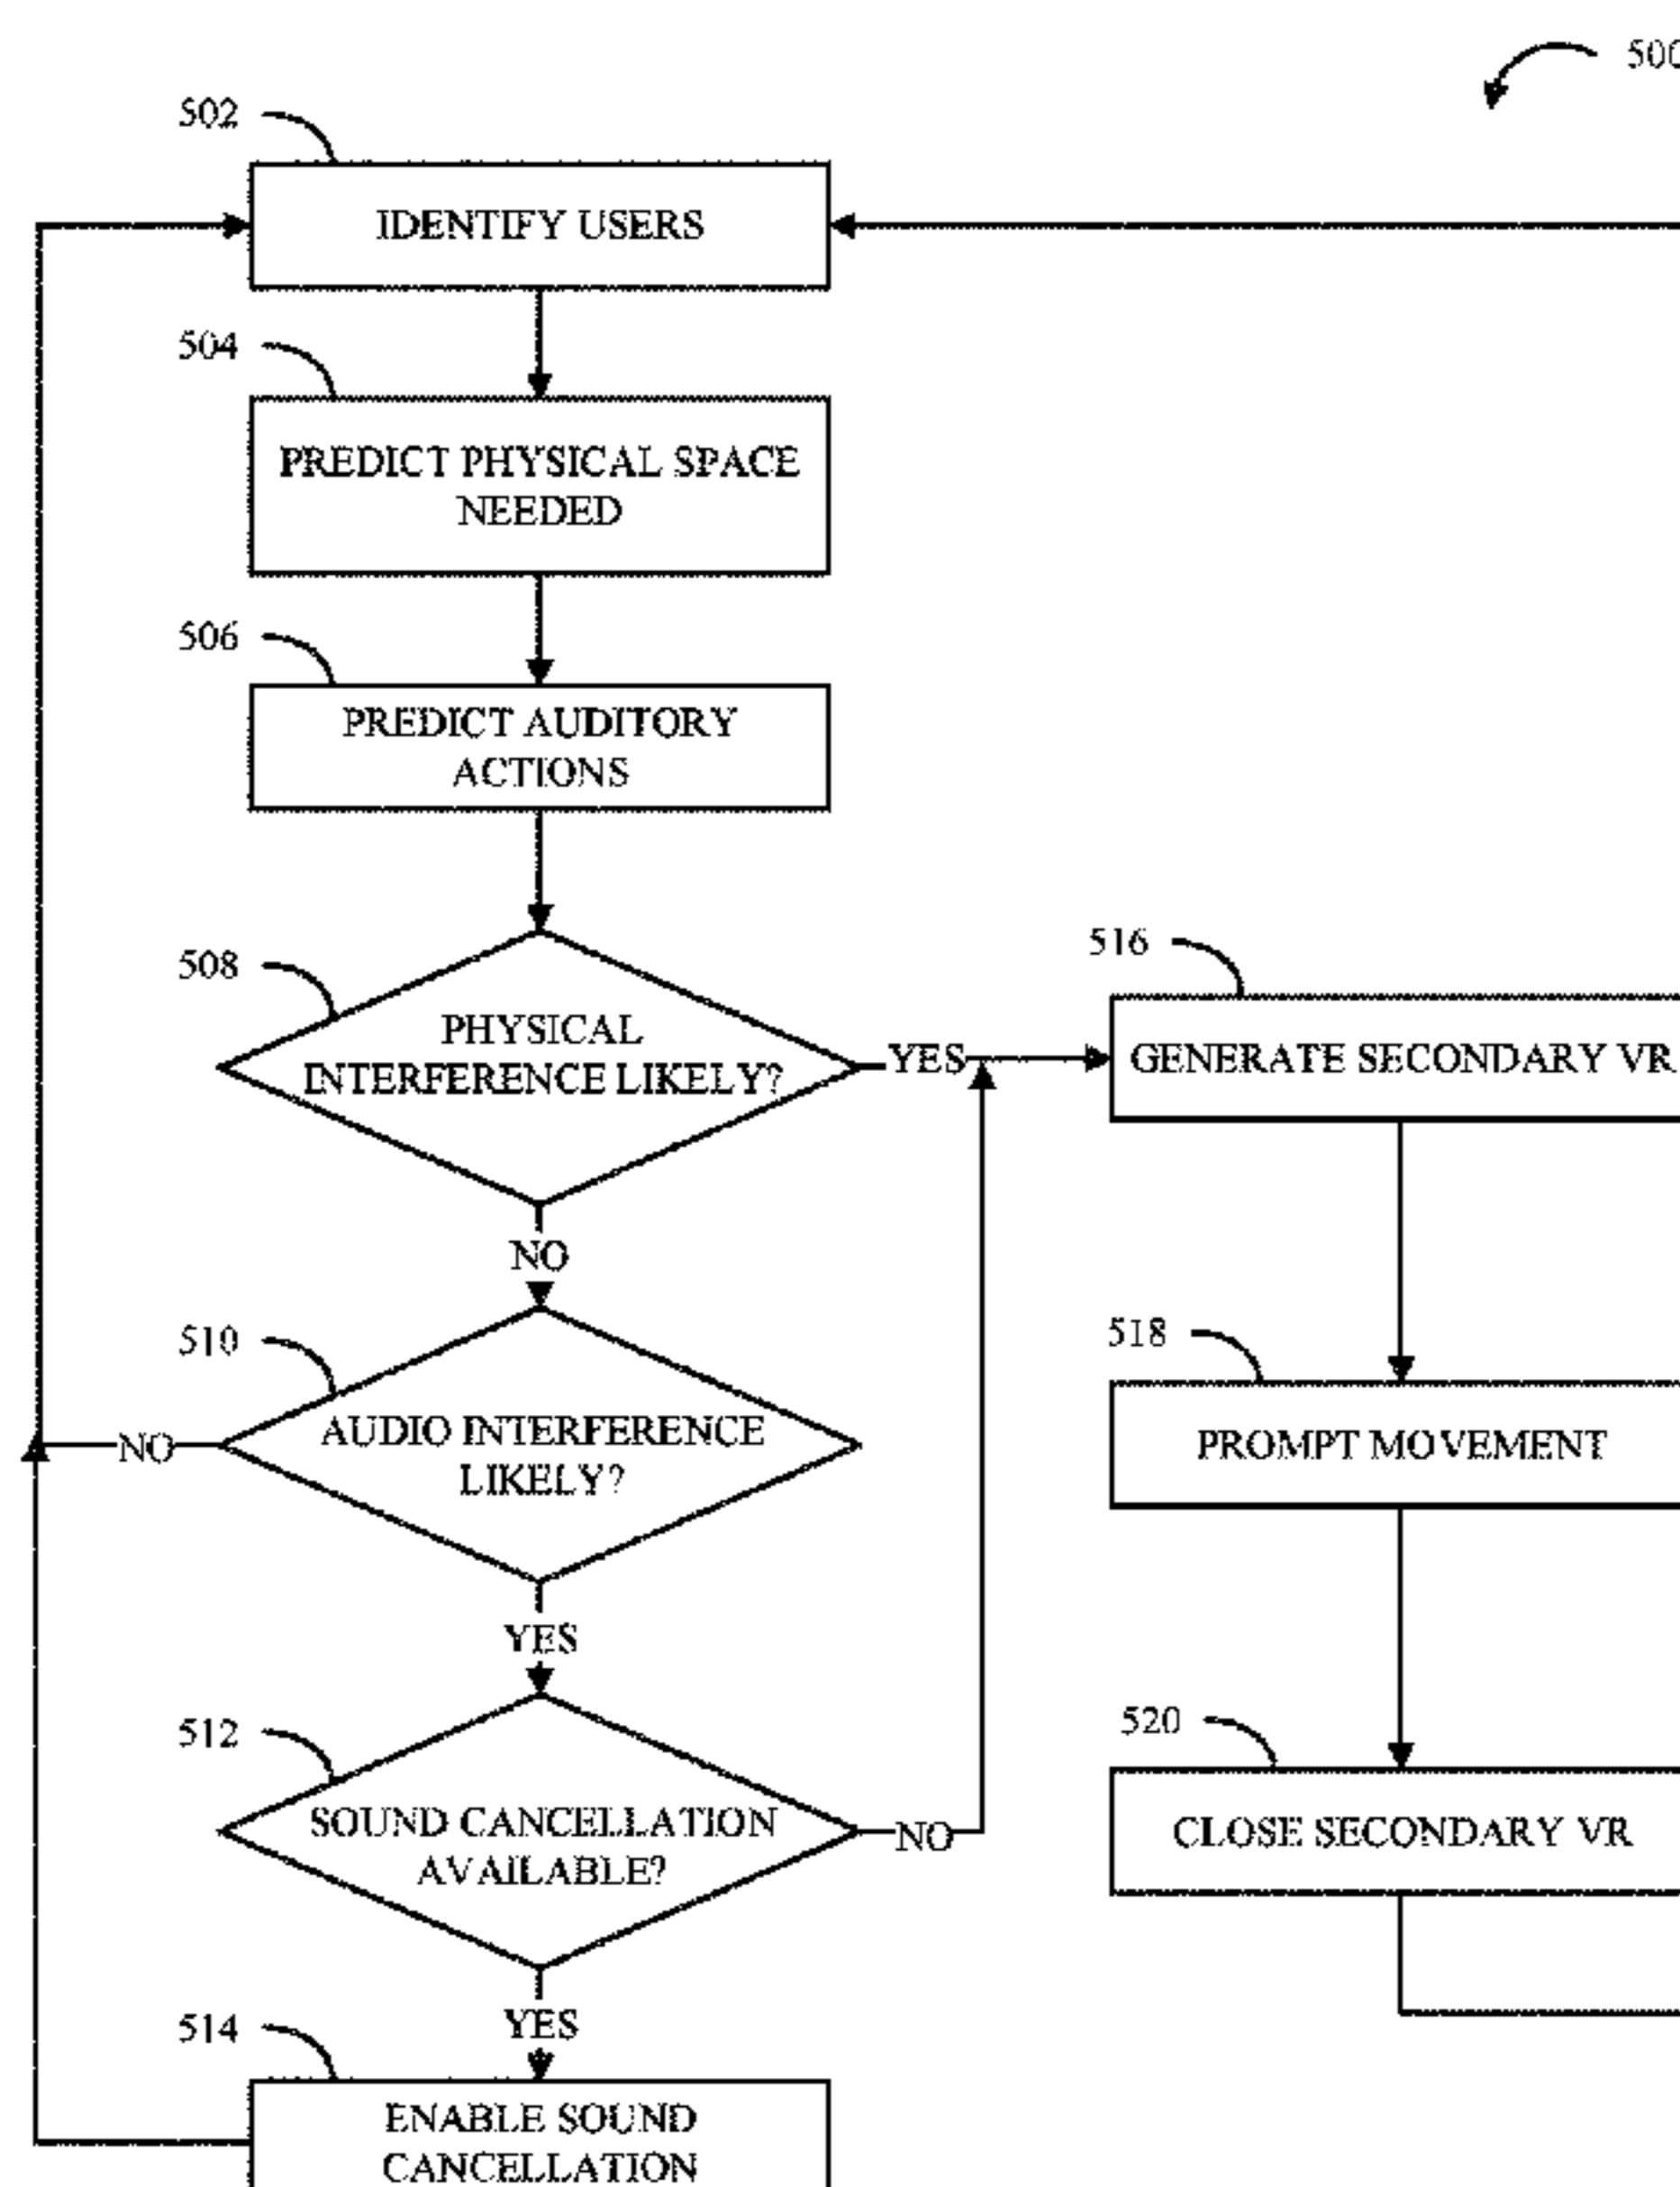 500
502
IDENTIFY USERS
504
PREDICT PHYSICAL SPACE
NEEDED
506
PREDICT AUDITORY
ACTIONS
508
PHYSICAL
INTERFERENCE LIKELY?
YES
NO
510
AUDIO INTERFERENCE
LIKELY?
NO
YES
512
SOUND CANCELLATION
AVAILABLE?
NO
YES
514
ENABLE SOUND
CANCELLATION
516
GENERATE SECONDARY VR
518
PROMPT MOVEMENT
520
CLOSE SECONDARY VR